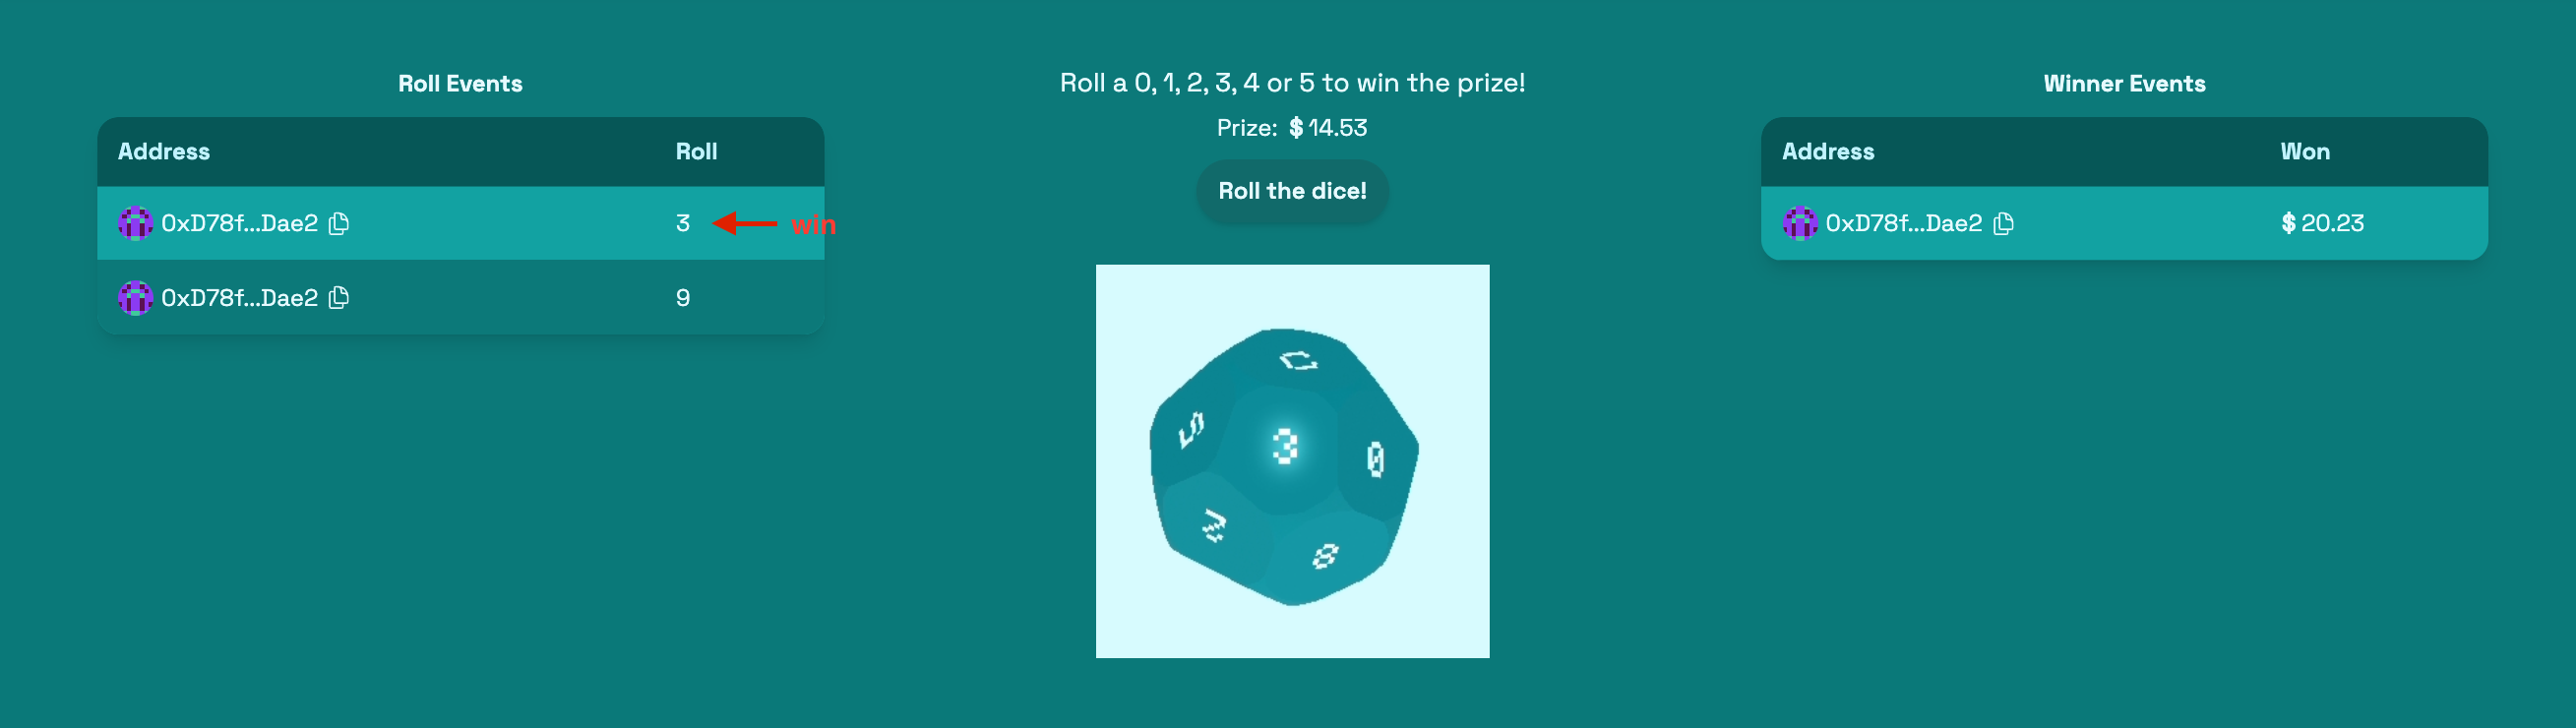 Roll Events
Address Roll
0xD78f...Dae2 3 win
0xD78f...Dae2 9
Roll a 0, 1, 2, 3, 4 or 5 to win the prize!
Prize: $ 14.53
Roll the dice!
C
5 3 0
2 8
Winner Events
Address Won
0xD78f...Dae2 $ 20.23